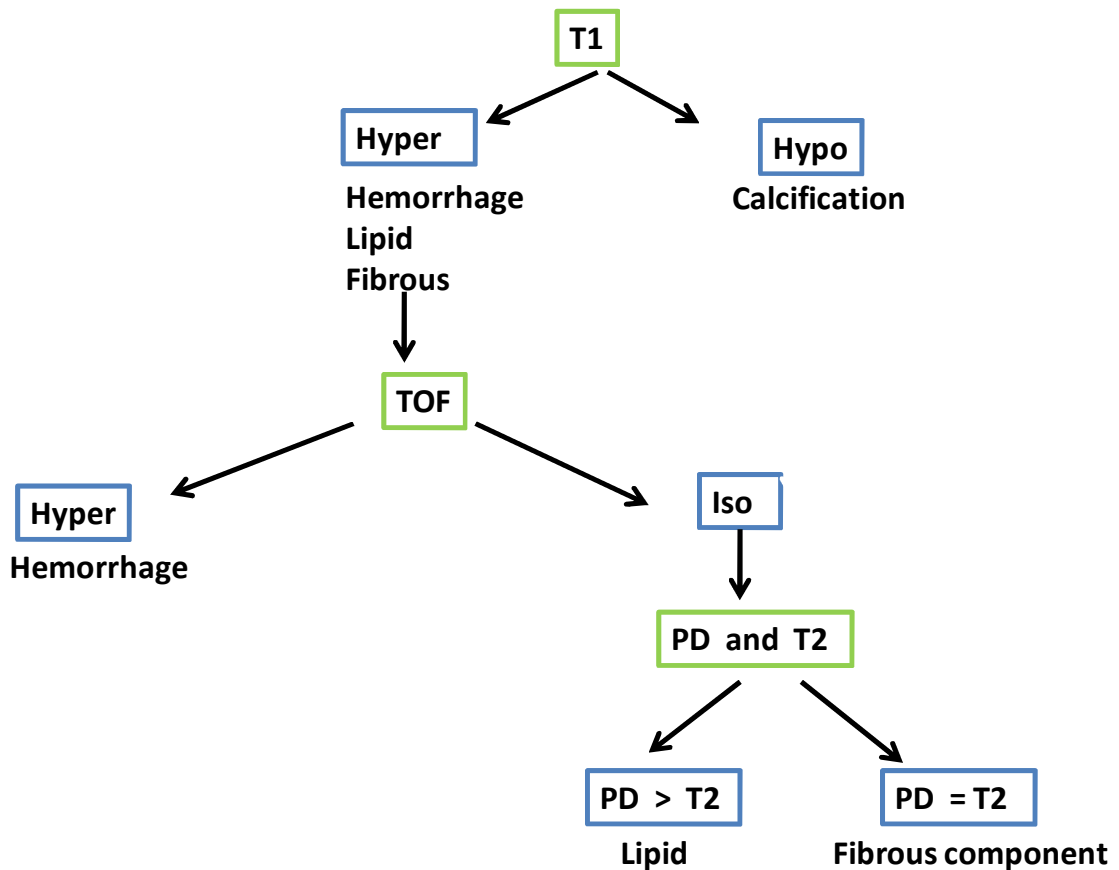 T1
Hyper
Hypo
Hemorrhage
Lipid
Fibrous
Calcification
TOF
Hyper
Hemorrhage
Iso
PD and T2
PD > T2
PD = T2
Lipid
Fibrous component